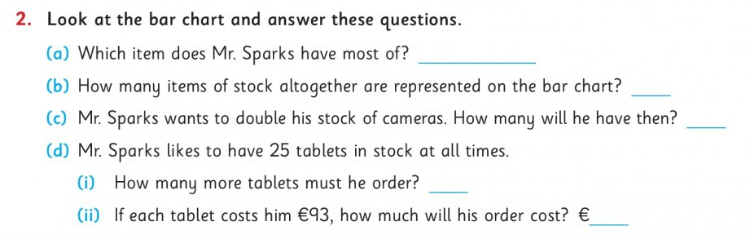 2. Look at the bar chart and answer these questions.
(a) Which item does Mr. Sparks have most of?
(b) How many items of stock altogether are represented on the bar chart?
(c) Mr. Sparks wants to double his stock of cameras. How many will he have then?
(d) Mr. Sparks likes to have 25 tablets in stock at all times.
(i) How many more tablets must he order?
(ii) If each tablet costs him €93, how much will his order cost? €